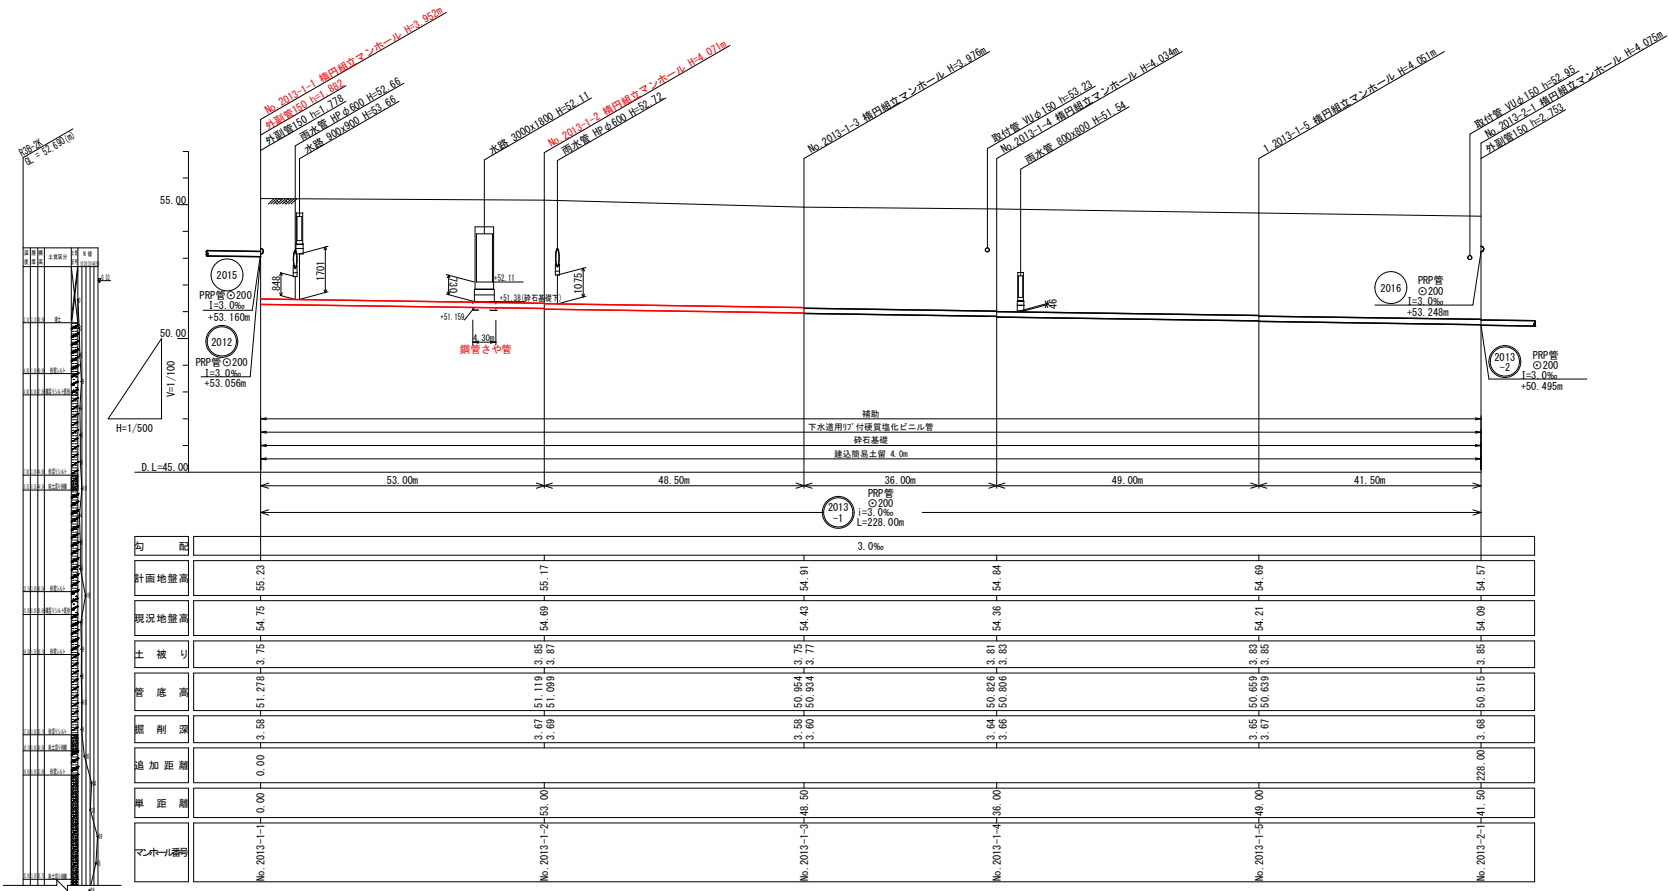 No.2013-1-1 楕円組立マンホール H=3.952m
外副管150 h=1.882
外副管150 h=1.778
雨水管 HPφ600 H=52.66
水路 900x900 H=53.66
水路 3000x1800 H=52.11
No.2013-1-2 楕円組立マンホール H=4.071m
雨水管 HPφ600 H=52.72
No.2013-1-3 楕円組立マンホール H=3.976m
取付管 VUφ150 h=53.23
No.2013-1-4 楕円組立マンホール H=4.034m
雨水管 800x800 H=51.54
1.2013-1-5 楕円組立マンホール H=4.051m
取付管 VUφ150 h=52.95
No.2013-2-1 楕円組立マンホール H=4.075m
外副管150 h=2.753
R3B-2K
GL = 52.690(m)
土質区分
55.00
50.00
D.L=45.00
V=1/100
H=1/500
2015
PRP管⊙200
I=3.0‰
+53.160m
2012
PRP管⊙200
I=3.0‰
+53.056m
848
1701
730
+52.11
+51.38(砕石基礎下)
+51.159
4.30m
鋼管さや管
1075
46
2016
PRP管
⊙200
I=3.0‰
+53.248m
2013
-2
PRP管
⊙200
I=3.0‰
+50.495m
補助
下水道用リブ付硬質塩化ビニル管
砕石基礎
建込簡易土留 4.0m
53.00m 48.50m 36.00m 49.00m 41.50m
2013
-1
PRP管
⊙200
i=3.0‰
L=228.00m
勾配 3.0‰
計画地盤高 55.23 55.17 54.91 54.84 54.69 54.57
現況地盤高 54.75 54.69 54.43 54.36 54.21 54.09
土被り 3.75 3.85 3.87 3.75 3.77 3.81 3.83 3.83 3.85 3.85
管底高 51.278 51.119 51.099 50.954 50.934 50.826 50.806 50.659 50.639 50.515
掘削深 3.58 3.67 3.69 3.58 3.60 3.64 3.66 3.65 3.67 3.68
追加距離 0.00 228.00
単距離 0.00 53.00 48.50 36.00 49.00 41.50
マンホール番号 No.2013-1-1 No.2013-1-2 No.2013-1-3 No.2013-1-4 No.2013-1-5 No.2013-2-1